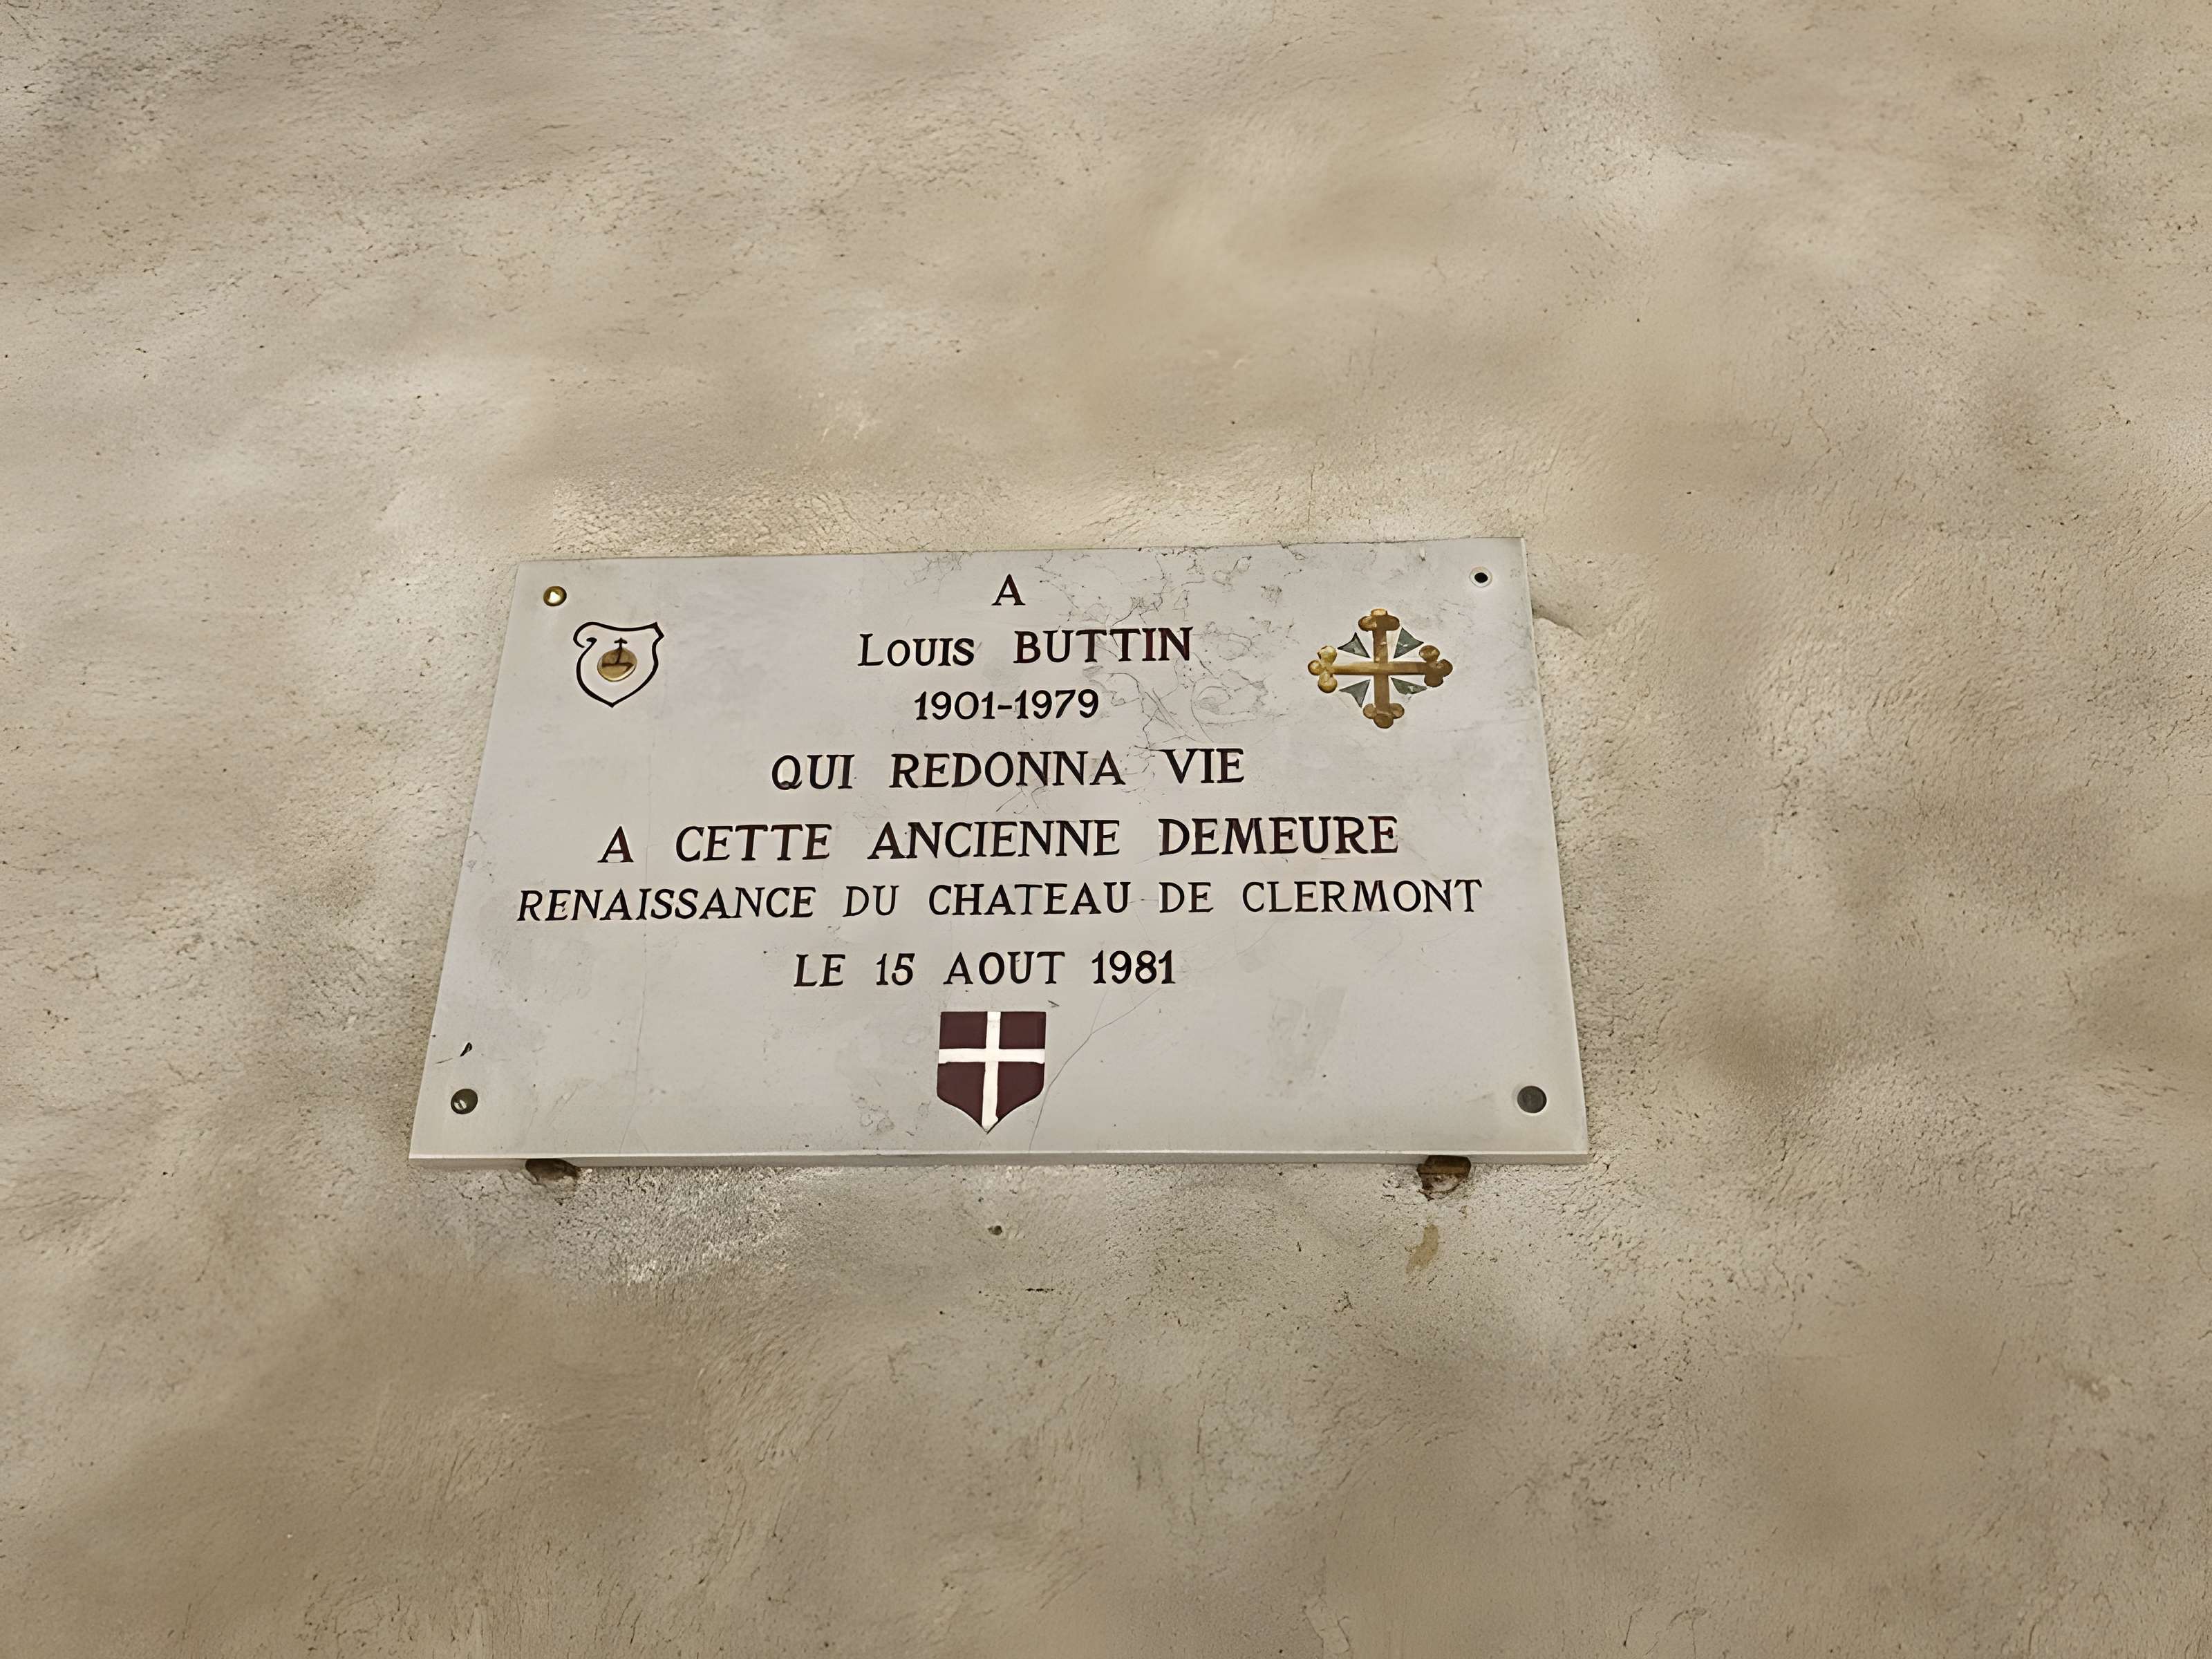 A
Louis BUTTIN
1901-1979
QUI REDONNA VIE
A CETTE ANCIENNE DEMEURE
RENAISSANCE DU CHATEAU DE CLERMONT
LE 15 AOUT 1981